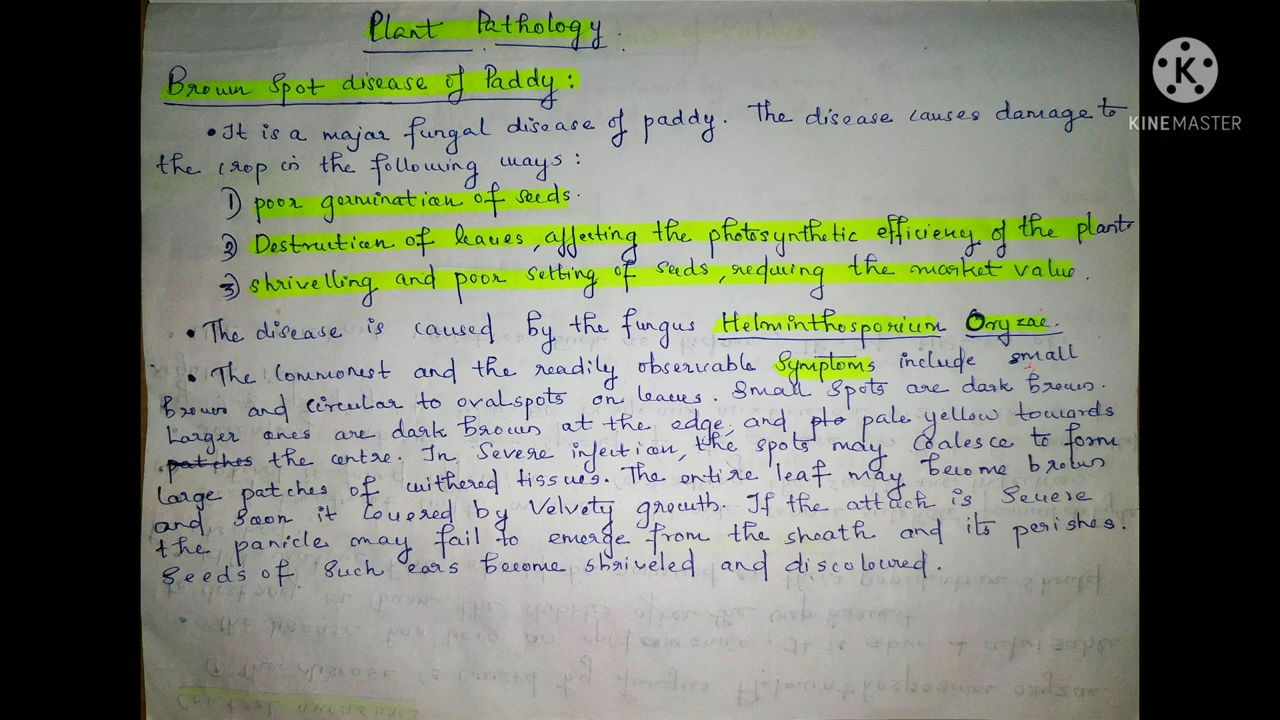 Plant Pathology.
Brown Spot disease of Paddy:
• It is a major fungal disease of paddy. The disease causes damage to
the crop in the following ways:
1) poor germination of seeds.
2) Destruction of leaves, affecting the photosynthetic efficieny of the plant
3) shrivelling and poor setting of seeds, reducing the market value.
• The disease is caused by the fungus Helminthosporium Oryzae.
• The Commonest and the readily observable Symptoms include small
Brown and circular to oval spots on leaves. Small Spots are dark Brown.
Larger ones are dark Brown at the edge and pale yellow towards
patches the centre. In Severe infection, the spots may Coalesce to form
large patches of withered tissues. The entire leaf may Become brown
and Soon it Covered by Velvety growth. If the attack is Severe
the panicle may fail to emerge from the sheath and its perishes.
Seeds of Such ears Become shriveled and discoloured.
KINEMASTER